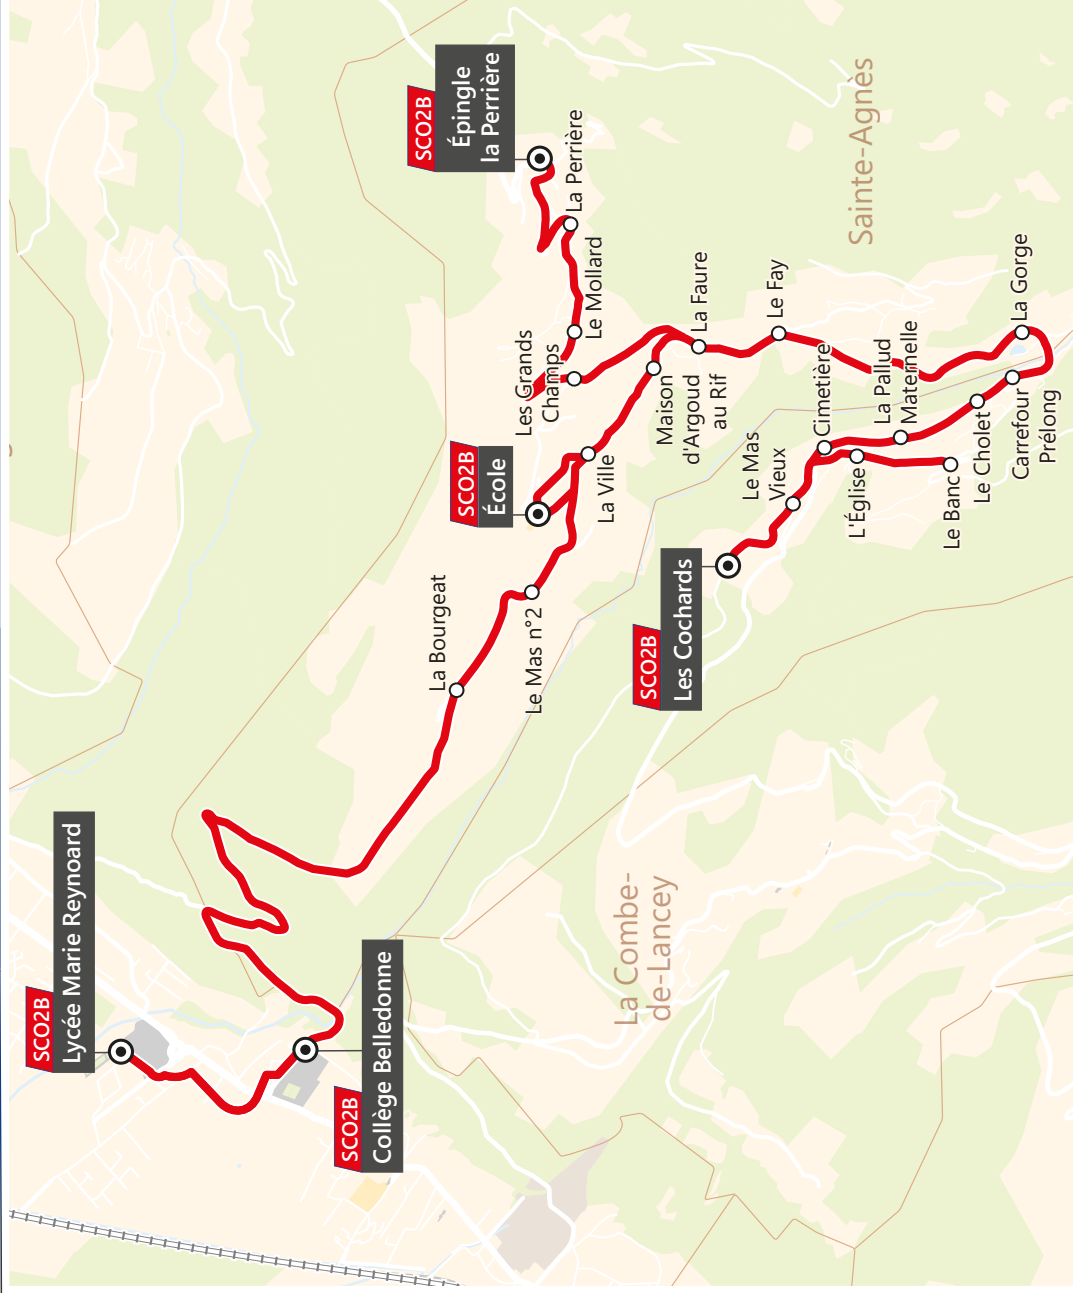 SCO2B
Lycée Marie Reynoard
SCO2B
Collège Belledonne
La Bourgeat
Le Mas n°2
SCO2B
École
La Ville
SCO2B
Épingle
la Perrière
La Perrière
Le Mollard
Les Grands
Champs
Maison
d'Argoud
au Rif
La Faure
Le Fay
La Gorge
Carrefour
Prélong
Le Cholet
La Pallud
Maternelle
Cimetière
L'Église
Le Banc
Le Mas
Vieux
SCO2B
Les Cochards
Sainte-Agnès
La Combe-
de-Lancey